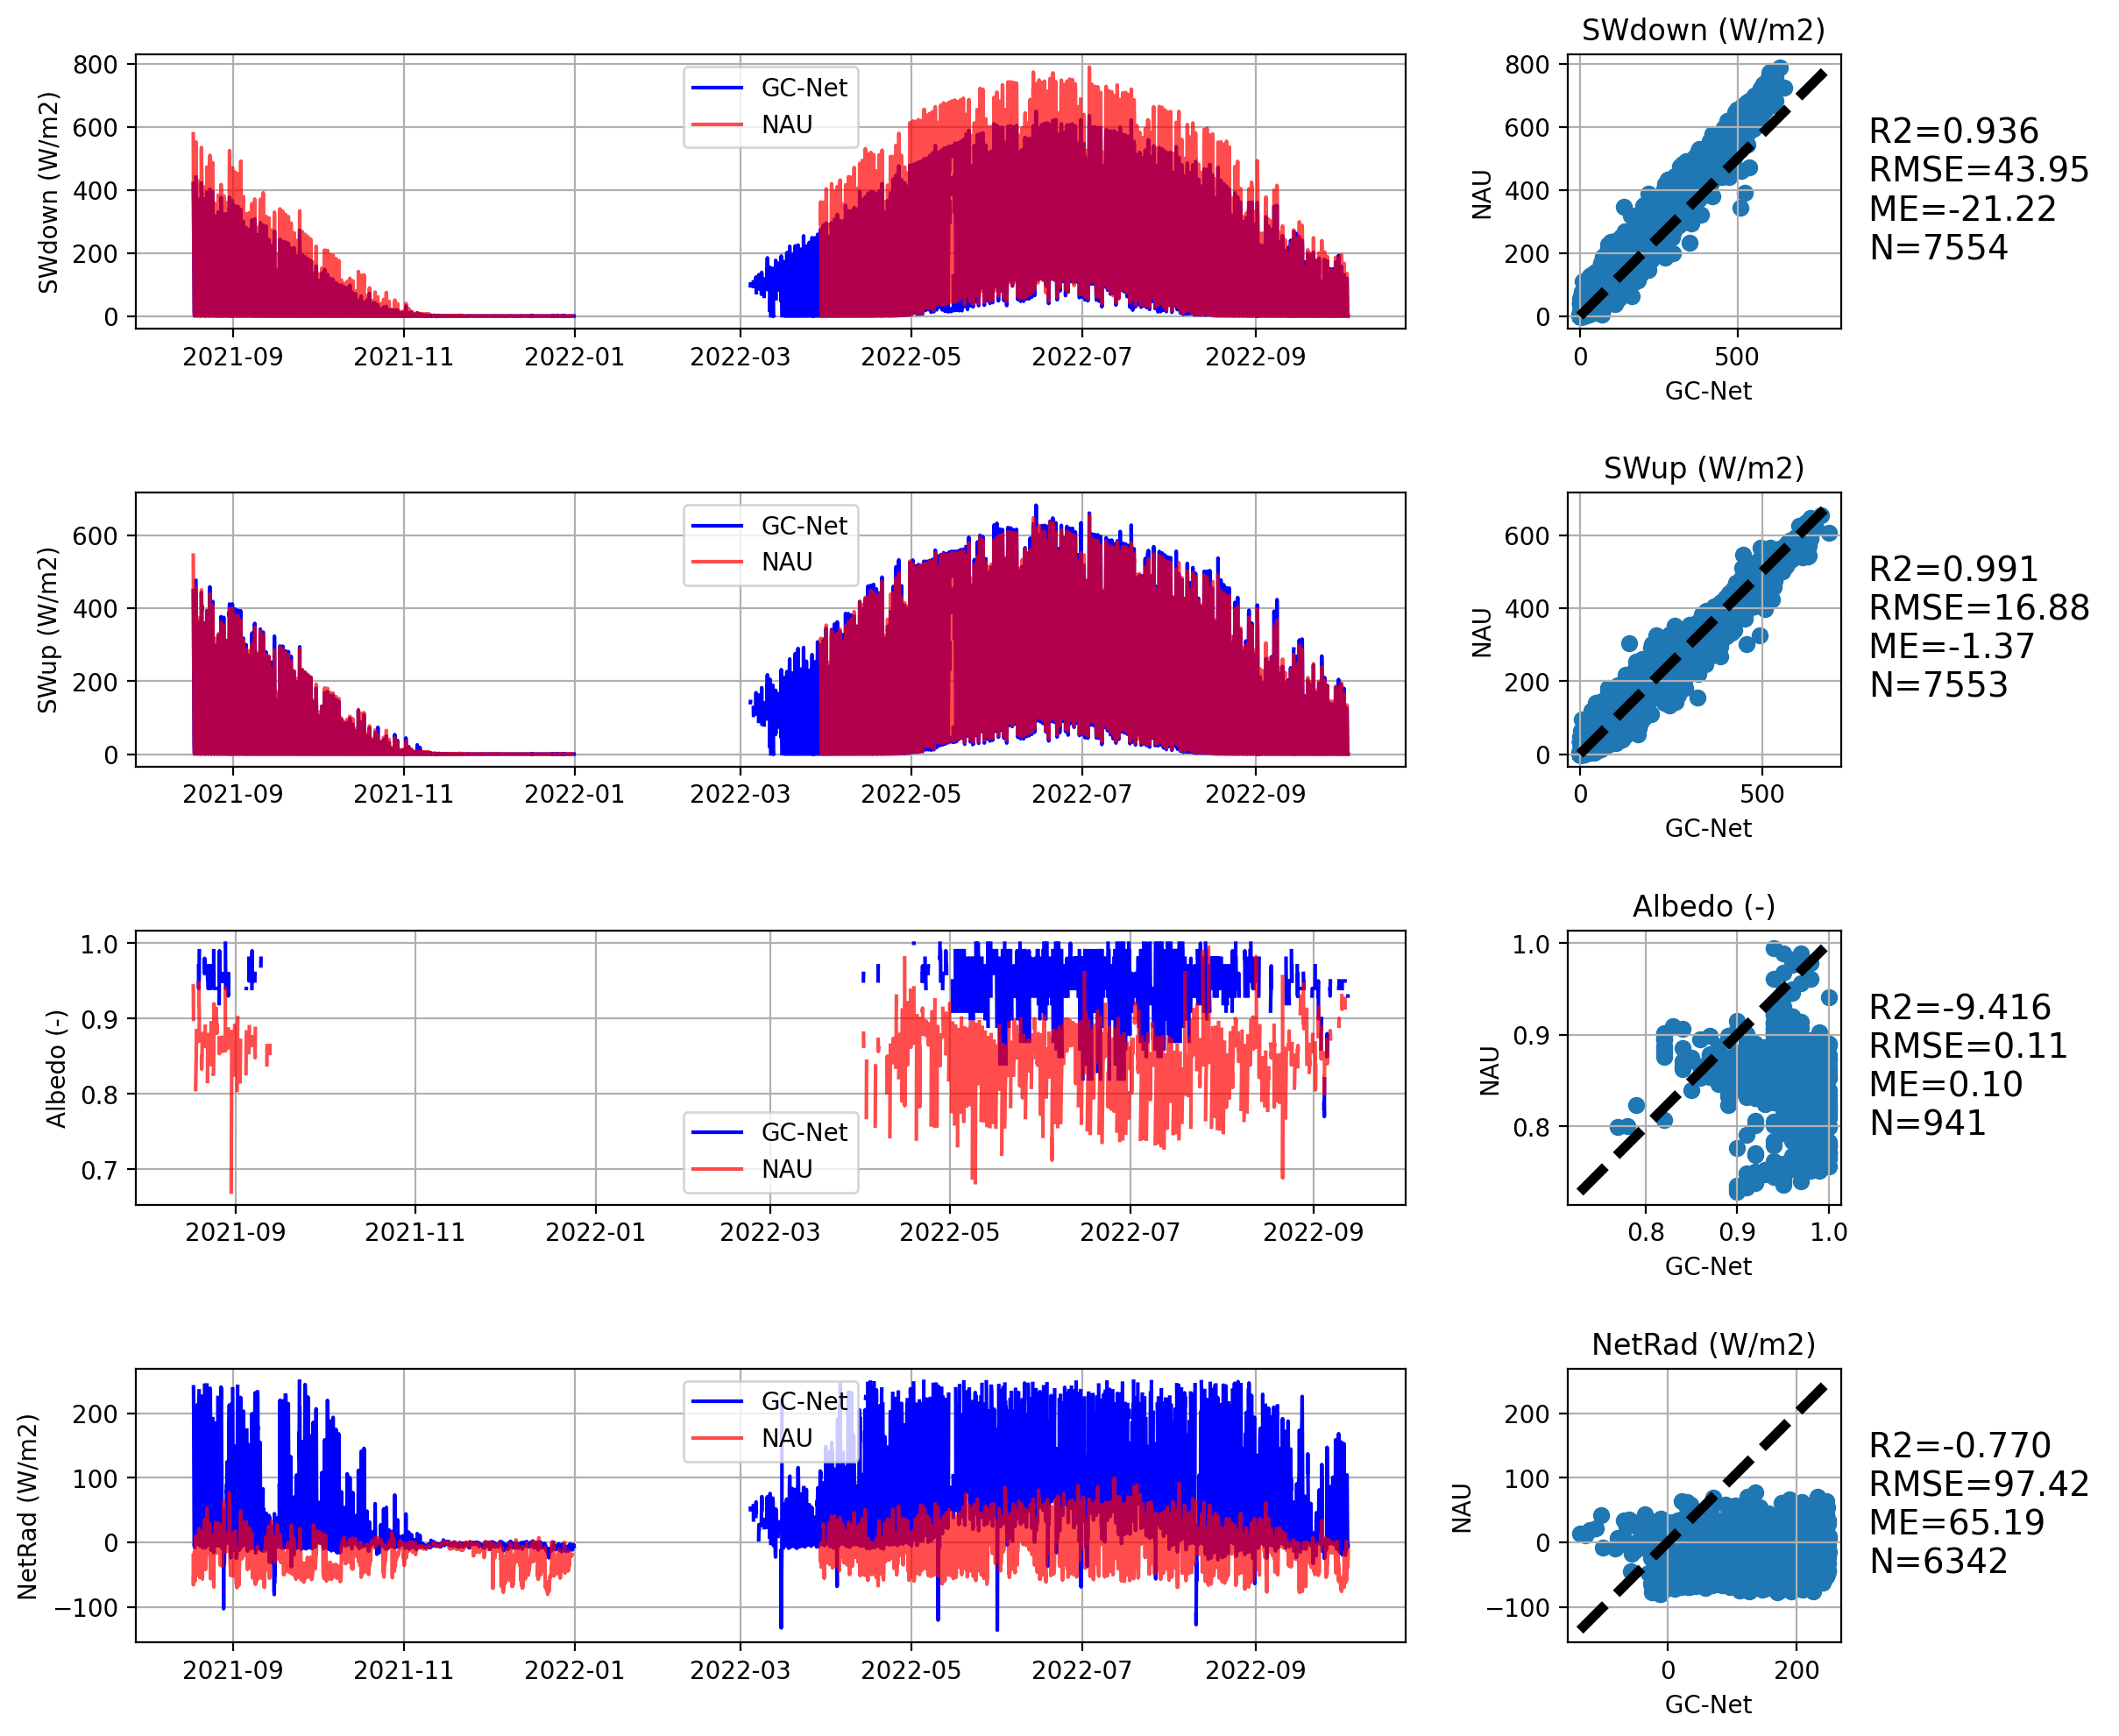 SWdown (W/m2)
800
600
400
200
0
SWdown (W/m2)
GC-Net
NAU
2021-09
2021-11
2022-01
2022-03
2022-05
2022-07
2022-09
800
600
400
200
0
NAU
0
500
GC-Net
R2=0.936
RMSE=43.95
ME=-21.22
N=7554
SWup (W/m2)
600
400
200
0
SWup (W/m2)
GC-Net
NAU
2021-09
2021-11
2022-01
2022-03
2022-05
2022-07
2022-09
600
400
200
0
NAU
0
500
GC-Net
R2=0.991
RMSE=16.88
ME=-1.37
N=7553
Albedo (-)
1.0
0.9
0.8
0.7
Albedo (-)
GC-Net
NAU
2021-09
2021-11
2022-01
2022-03
2022-05
2022-07
2022-09
1.0
0.9
0.8
NAU
0.8
0.9
1.0
GC-Net
R2=-9.416
RMSE=0.11
ME=0.10
N=941
NetRad (W/m2)
200
100
0
−100
NetRad (W/m2)
GC-Net
NAU
2021-09
2021-11
2022-01
2022-03
2022-05
2022-07
2022-09
200
100
0
−100
NAU
0
200
GC-Net
R2=-0.770
RMSE=97.42
ME=65.19
N=6342